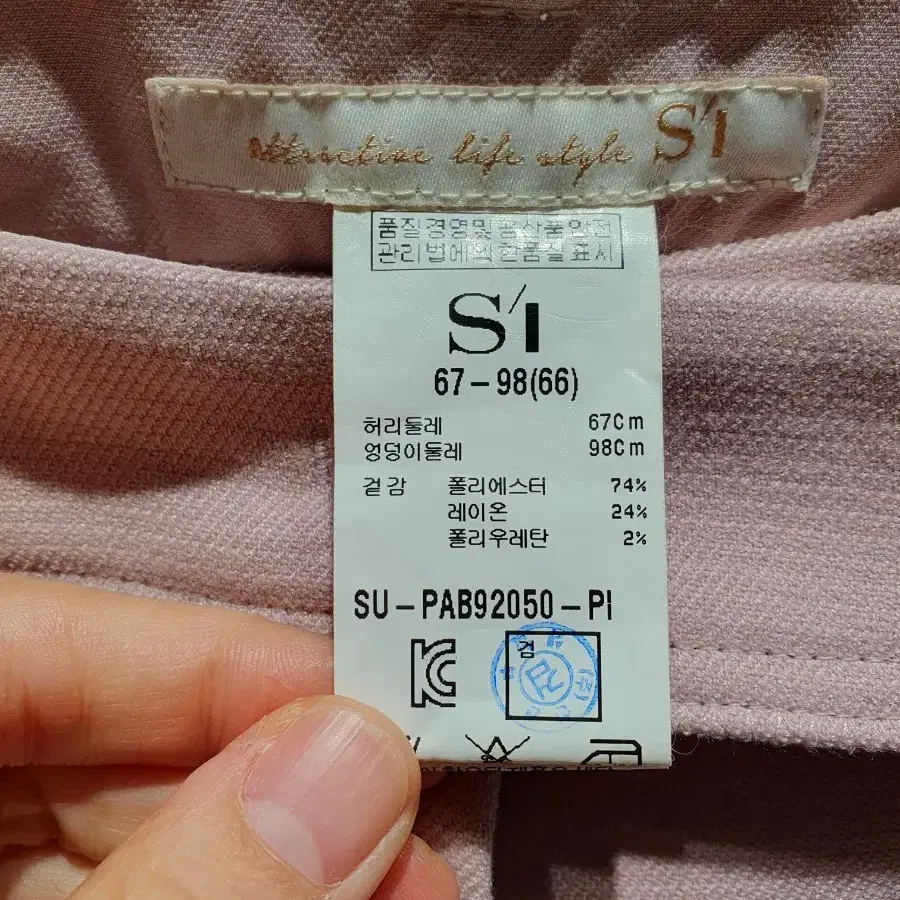 attractive life style S'I
품질경영및공산품안전
관리법에의한품질표시
S'I
67-98(66)
허리둘레 67Cm
엉덩이둘레 98Cm
겉감 폴리에스터 74%
레이온 24%
폴리우레탄 2%
SU-PAB92050-PI
검
검